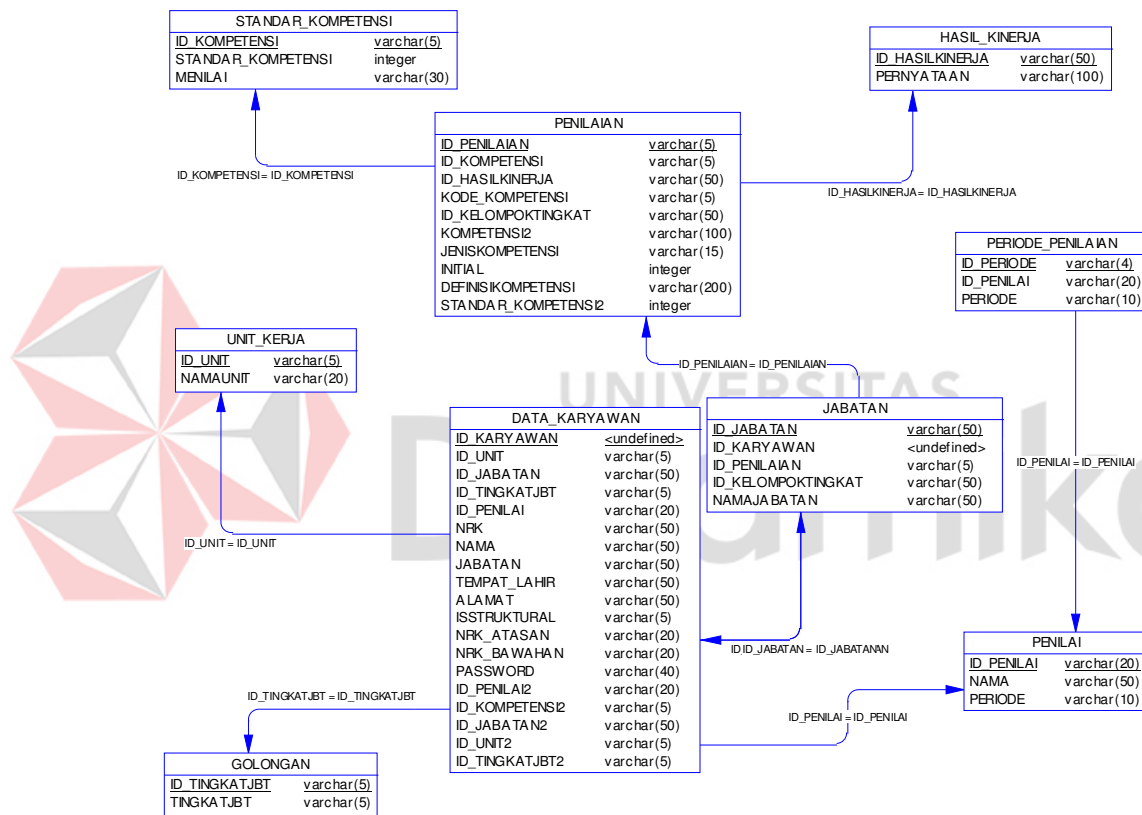 STANDAR_KOMPETENSI
ID_KOMPETENSI varchar(5)
STANDAR_KOMPETENSI integer
MENILAI varchar(30)
HASIL_KINERJA
ID_HASILKINERJA varchar(50)
PERNYATAAN varchar(100)
PENILAIAN
ID_PENILAIAN varchar(5)
ID_KOMPETENSI varchar(5)
ID_HASILKINERJA varchar(50)
KODE_KOMPETENSI varchar(5)
ID_KELOMPOKTINGKAT varchar(50)
KOMPETENSI2 varchar(100)
JENISKOMPETENSI varchar(15)
INITIAL integer
DEFINISIKOMPETENSI varchar(200)
STANDAR_KOMPETENSI2 integer
ID_KOMPETENSI = ID_KOMPETENSI
ID_HASILKINERJA = ID_HASILKINERJA
PERIODE_PENILAIAN
ID_PERIODE varchar(4)
ID_PENILAI varchar(20)
PERIODE varchar(10)
UNIT_KERJA
ID_UNIT varchar(5)
NAMAUNIT varchar(20)
ID_PENILAIAN = ID_PENILAIAN
UNIVERSITAS
JABATAN
ID_JABATAN varchar(50)
ID_KARYAWAN <undefined>
ID_PENILAIAN varchar(5)
ID_KELOMPOKTINGKAT varchar(50)
NAMAJABATAN varchar(50)
DATA_KARYAWAN
ID_KARYAWAN <undefined>
ID_UNIT varchar(5)
ID_JABATAN varchar(50)
ID_TINGKATJBT varchar(5)
ID_PENILAI varchar(20)
NRK varchar(50)
NAMA varchar(50)
JABATAN varchar(50)
TEMPAT_LAHIR varchar(50)
ALAMAT varchar(50)
ISSTRUKTURAL varchar(5)
NRK_ATASAN varchar(20)
NRK_BAWAHAN varchar(20)
PASSWORD varchar(40)
ID_PENILAI2 varchar(20)
ID_KOMPETENSI2 varchar(5)
ID_JABATAN2 varchar(50)
ID_UNIT2 varchar(5)
ID_TINGKATJBT2 varchar(5)
ID_PENILAI = ID_PENILAI
ID_UNIT = ID_UNIT
PENILAI
ID_PENILAI varchar(20)
NAMA varchar(50)
PERIODE varchar(10)
ID_TINGKATJBT = ID_TINGKATJBT
ID_PENILAI = ID_PENILAI
GOLONGAN
ID_TINGKATJBT varchar(5)
TINGKATJBT varchar(5)